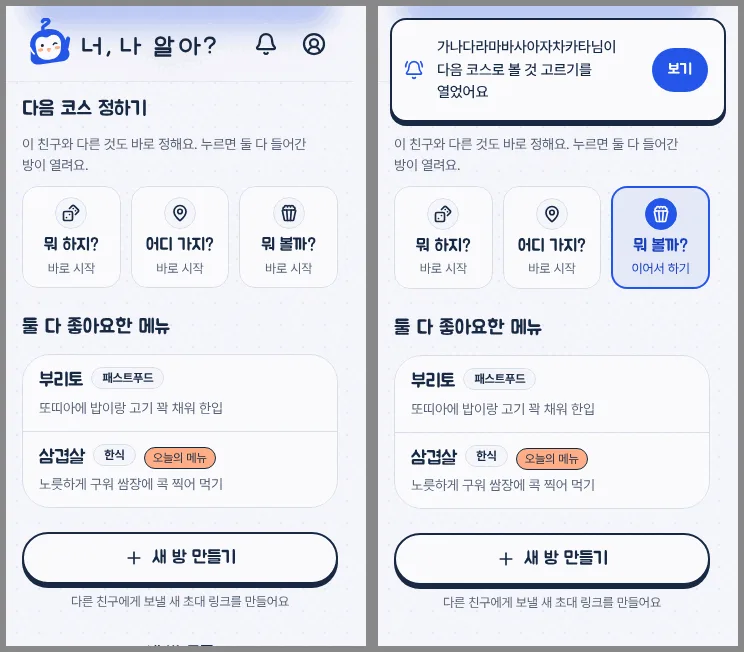 너, 나 알아?
다음 코스 정하기
이 친구와 다른 것도 바로 정해요. 누르면 둘 다 들어간
방이 열려요.
뭐 하지?
바로 시작
어디 가지?
바로 시작
뭐 볼까?
바로 시작
둘 다 좋아요한 메뉴
부리토 패스트푸드
또띠아에 밥이랑 고기 꽉 채워 한입
삼겹살 한식 오늘의 메뉴
노릇하게 구워 쌈장에 콕 찍어 먹기
+ 새 방 만들기
다른 친구에게 보낼 새 초대 링크를 만들어요
가나다라마바사아자차카타님이
다음 코스로 볼 것 고르기를
열었어요
보기
이 친구와 다른 것도 바로 정해요. 누르면 둘 다 들어간
방이 열려요.
뭐 하지?
바로 시작
어디 가지?
바로 시작
뭐 볼까?
이어서 하기
둘 다 좋아요한 메뉴
부리토 패스트푸드
또띠아에 밥이랑 고기 꽉 채워 한입
삼겹살 한식 오늘의 메뉴
노릇하게 구워 쌈장에 콕 찍어 먹기
+ 새 방 만들기
다른 친구에게 보낼 새 초대 링크를 만들어요